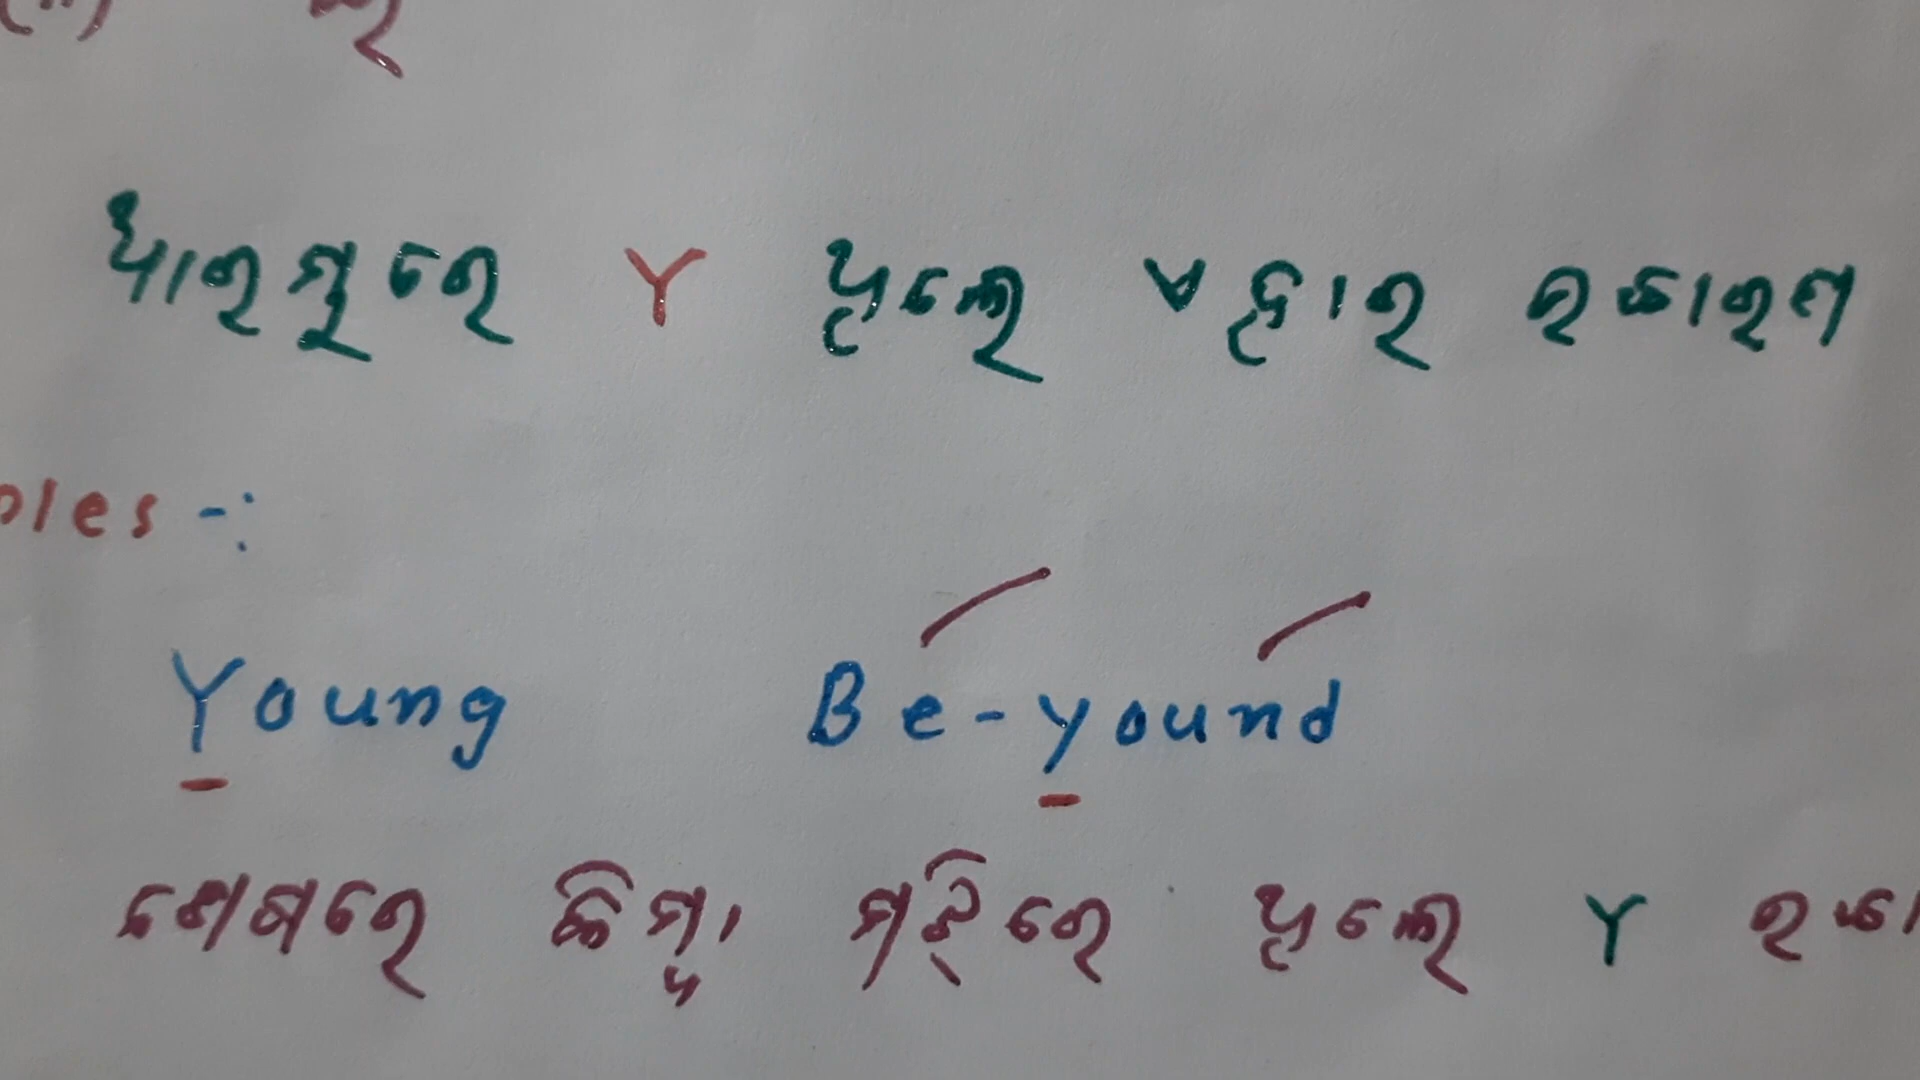 ଆରମ୍ଭରେ Y ଥିଲେ ଏହାର ଉଚ୍ଚାରଣ
ples -:
Young Be-yound
ଶେଷରେ କିମ୍ବା ମଝିରେ ଥିଲେ Y ଉଚ୍ଚା